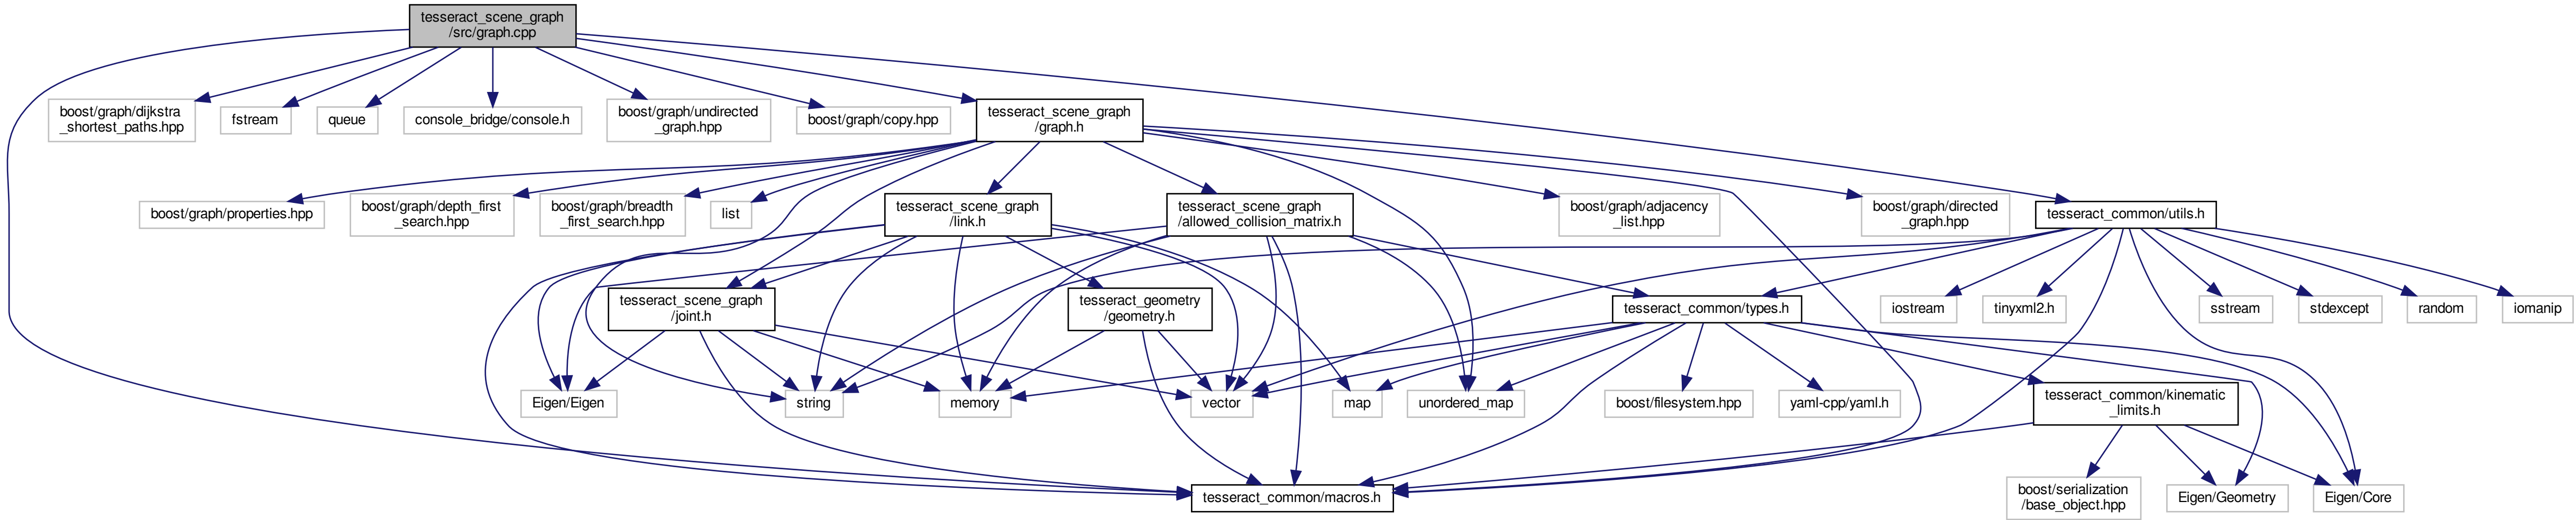 tesseract_scene_graph
/src/graph.cpp
boost/graph/dijkstra
_shortest_paths.hpp
fstream
queue
console_bridge/console.h
boost/graph/undirected
_graph.hpp
boost/graph/copy.hpp
tesseract_scene_graph
/graph.h
boost/graph/properties.hpp
boost/graph/depth_first
_search.hpp
boost/graph/breadth
_first_search.hpp
list
tesseract_scene_graph
/link.h
tesseract_scene_graph
/allowed_collision_matrix.h
boost/graph/adjacency
_list.hpp
boost/graph/directed
_graph.hpp
tesseract_common/utils.h
tesseract_scene_graph
/joint.h
tesseract_geometry
/geometry.h
tesseract_common/types.h
iostream
tinyxml2.h
sstream
stdexcept
random
iomanip
Eigen/Eigen
string
memory
vector
map
unordered_map
boost/filesystem.hpp
yaml-cpp/yaml.h
tesseract_common/kinematic
_limits.h
tesseract_common/macros.h
boost/serialization
/base_object.hpp
Eigen/Geometry
Eigen/Core